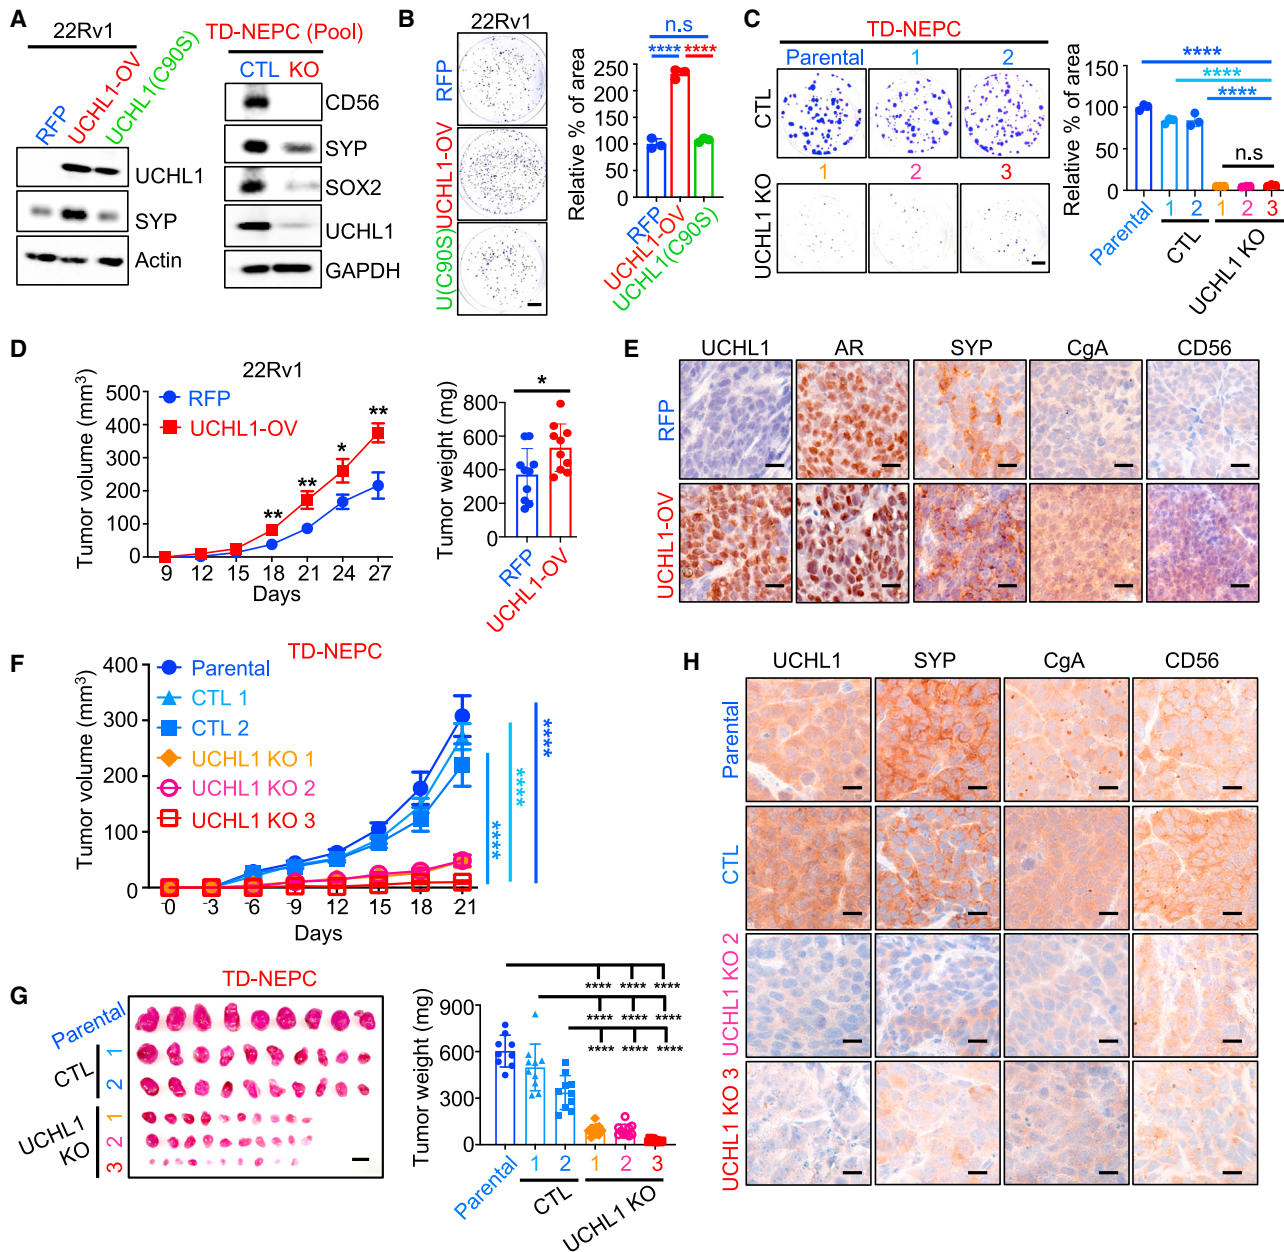 A
22Rv1
RFP
UCHL1-OV
UCHL1(C90S)
UCHL1
SYP
Actin
TD-NEPC (Pool)
CTL KO
CD56
SYP
SOX2
UCHL1
GAPDH
B
22Rv1
RFP
UCHL1-OV
U(C90S)
n.s
**** ****
Relative % of area
250
200
150
100
50
0
RFP
UCHL1-OV
UCHL1(C90S)
C
TD-NEPC
Parental 1 2
CTL
1 2 3
UCHL1 KO
****
****
****
n.s
Relative % of area
150
100
50
0
Parental
1 2
CTL
1 2 3
UCHL1 KO
D
22Rv1
RFP
UCHL1-OV
Tumor volume (mm3)
500
400
300
200
100
0
** ** * **
9 12 15 18 21 24 27
Days
*
Tumor weight (mg)
800
600
400
200
0
RFP
UCHL1-OV
E
UCHL1 AR SYP CgA CD56
RFP
UCHL1-OV
F
TD-NEPC
Parental
CTL 1
CTL 2
UCHL1 KO 1
UCHL1 KO 2
UCHL1 KO 3
Tumor volume (mm3)
400
300
200
100
0
0 3 6 9 12 15 18 21
Days
**** **** ****
G
TD-NEPC
Parental
CTL
1
2
UCHL1 KO
1
2
3
Tumor weight (mg)
900
600
300
0
**** **** ****
**** **** ****
**** **** ****
Parental
1 2
CTL
1 2 3
UCHL1 KO
H
UCHL1 SYP CgA CD56
Parental
CTL
UCHL1 KO 2
UCHL1 KO 3